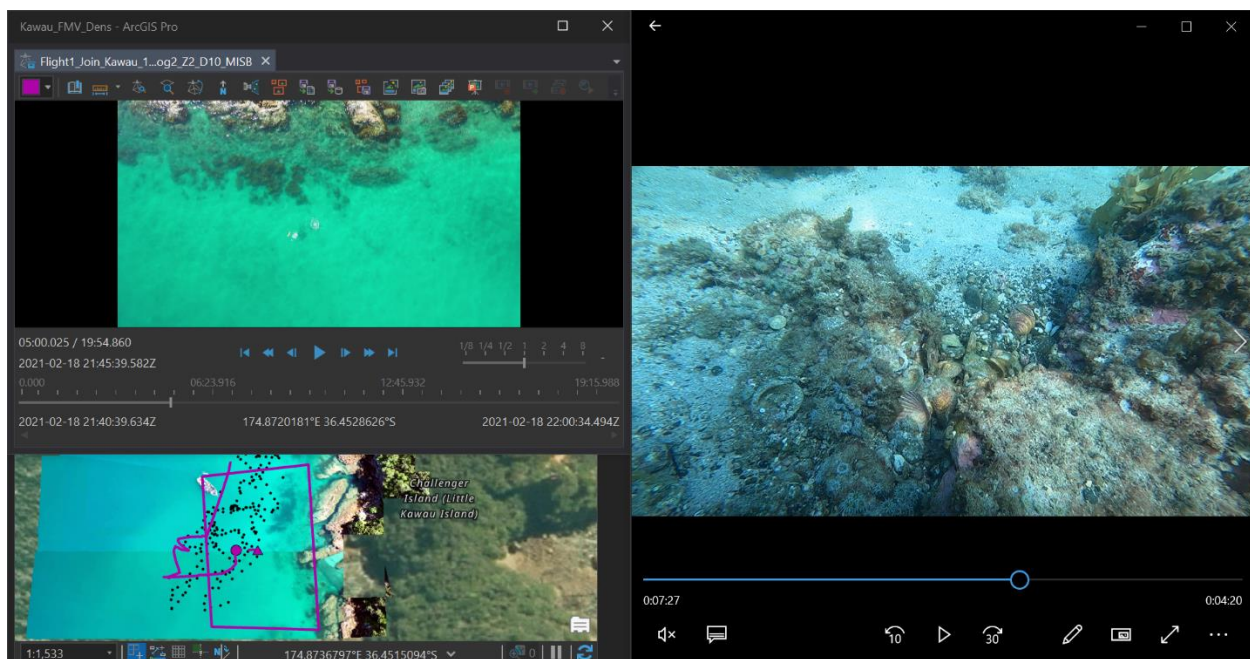 Kawau_FMV_Dens - ArcGIS Pro
Flight1_Join_Kawau_1...og2_Z2_D10_MISB
N
05:00.025 / 19:54.860
1/8 1/4 1/2 1 2 4 8
2021-02-18 21:45:39.582Z
0.000 06:23.916 12:45.932 19:15.988
2021-02-18 21:40:39.634Z 174.8720181°E 36.4528626°S 2021-02-18 22:00:34.494Z
Challenger
Island (Little
Kawau Island)
1:1,533 N 174.8736797°E 36.4515094°S 0
0:07:27 0:04:20
10 30